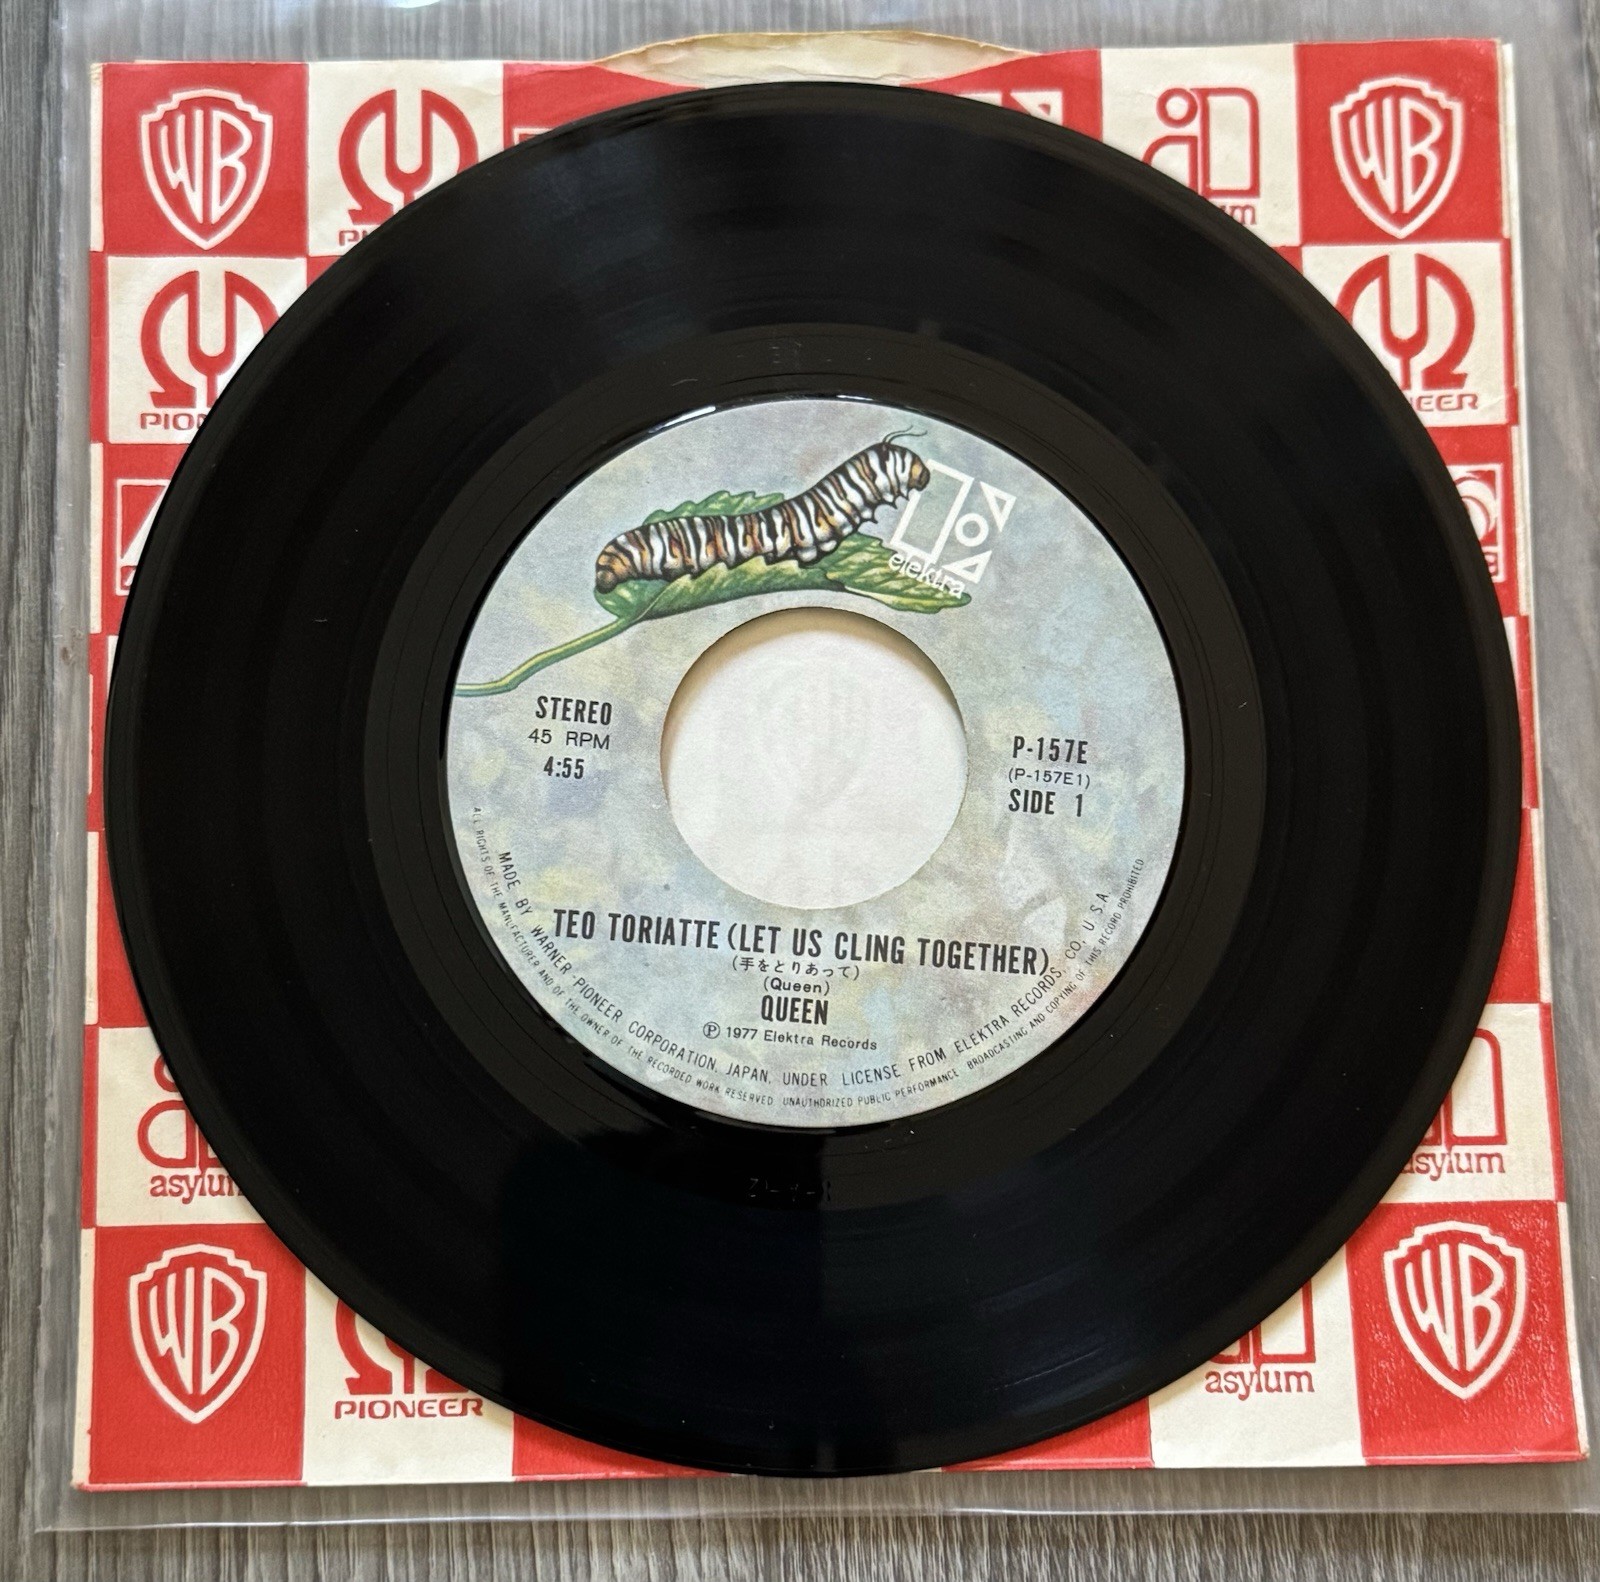 WB
WB
PIONEER
elektra
STEREO
45 RPM
4:55
P-157E
(P-157E1)
SIDE 1
TEO TORIATTE (LET US CLING TOGETHER)
(手をとりあって)
(Queen)
QUEEN
Ⓟ 1977 Elektra Records
MADE BY WARNER-PIONEER CORPORATION, JAPAN, UNDER LICENSE FROM ELEKTRA RECORDS, CO, U.S.A.
ALL RIGHTS OF THE MANUFACTURER AND OF THE OWNER OF THE RECORDED WORK RESERVED UNAUTHORIZED PUBLIC PERFORMANCE BROADCASTING AND COPYING OF THIS RECORD PROHIBITED
asylum
asylum
WB
PIONEER
asylum
WB